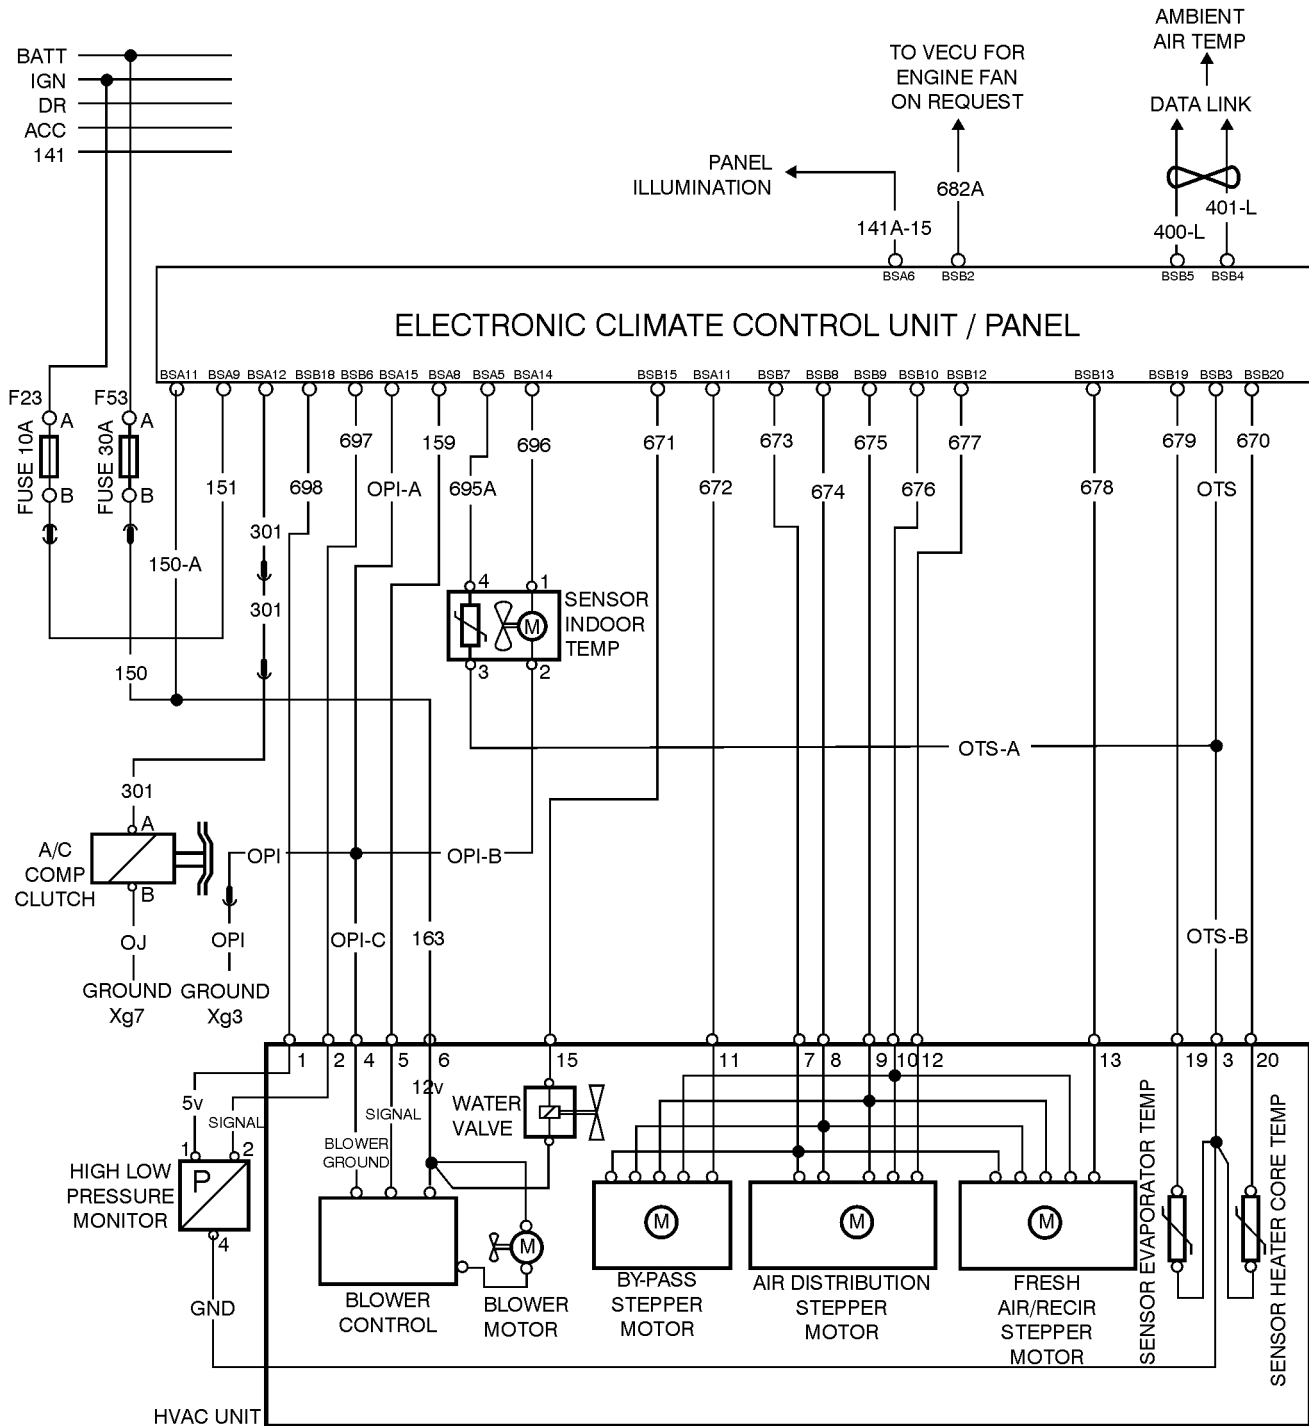 AMBIENT
AIR TEMP
BATT
IGN
DR
ACC
141
TO VECU FOR
ENGINE FAN
ON REQUEST
DATA LINK
PANEL
ILLUMINATION
682A
141A-15
401-L
400-L
BSA6
BSB2
BSB5
BSB4
ELECTRONIC CLIMATE CONTROL UNIT / PANEL
BSA11
BSA9
BSA12
BSB18
BSB6
BSA15
BSA8
BSA5
BSA14
BSB15
BSA11
BSB7
BSB8
BSB9
BSB10
BSB12
BSB13
BSB19
BSB3
BSB20
F23
A
FUSE 10A
B
F53
A
FUSE 30A
B
697
159
696
671
673
675
677
679
670
151
698
OPI-A
695A
672
674
676
678
OTS
301
150-A
301
4
1
SENSOR
INDOOR
TEMP
M
3
2
150
OTS-A
301
A
A/C
COMP
CLUTCH
B
OPI
OPI-B
OJ
OPI
OPI-C
163
OTS-B
GROUND
Xg7
GROUND
Xg3
1
2
4
5
6
15
11
7
8
9
10
12
13
19
3
20
5v
12v
SIGNAL
SIGNAL
WATER
VALVE
BLOWER
GROUND
1
2
P
HIGH LOW
PRESSURE
MONITOR
4
GND
BLOWER
CONTROL
M
BLOWER
MOTOR
M
BY-PASS
STEPPER
MOTOR
M
AIR DISTRIBUTION
STEPPER
MOTOR
M
FRESH
AIR/RECIR
STEPPER
MOTOR
SENSOR EVAPORATOR TEMP
SENSOR HEATER CORE TEMP
HVAC UNIT